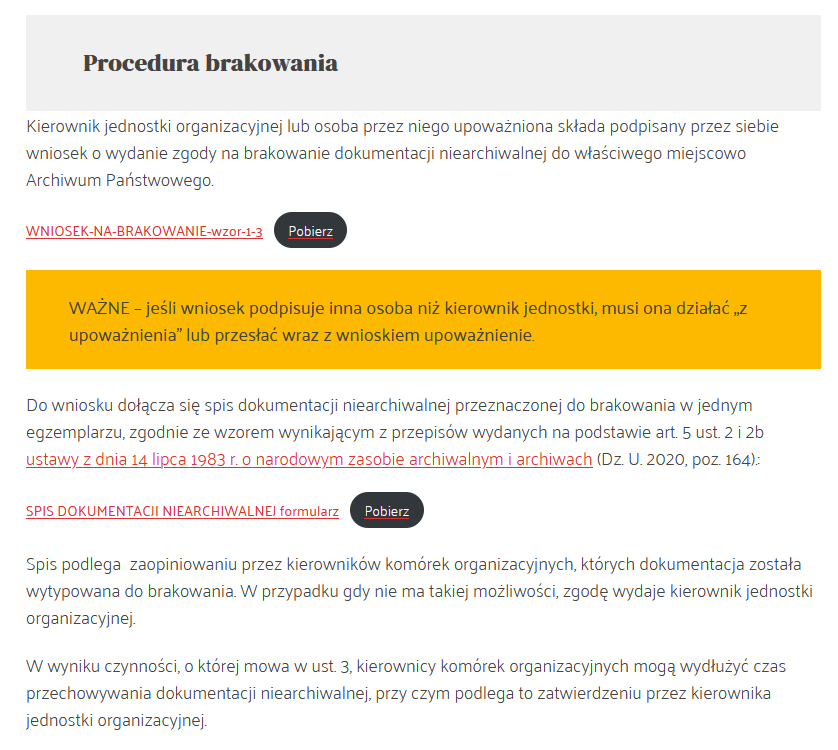 Procedura brakowania
Kierownik jednostki organizacyjnej lub osoba przez niego upoważniona składa podpisany przez siebie
wniosek o wydanie zgody na brakowanie dokumentacji niearchiwalnej do właściwego miejscowo
Archiwum Państwowego.
WNIOSEK-NA-BRAKOWANIE-wzor-1-3 Pobierz
WAŻNE – jeśli wniosek podpisuje inna osoba niż kierownik jednostki, musi ona działać „z
upoważnienia” lub przesłać wraz z wnioskiem upoważnienie.
Do wniosku dołącza się spis dokumentacji niearchiwalnej przeznaczonej do brakowania w jednym
egzemplarzu, zgodnie ze wzorem wynikającym z przepisów wydanych na podstawie art. 5 ust. 2 i 2b
ustawy z dnia 14 lipca 1983 r. o narodowym zasobie archiwalnym i archiwach (Dz. U. 2020, poz. 164).:
SPIS DOKUMENTACJI NIEARCHIWALNEJ formularz Pobierz
Spis podlega  zaopiniowaniu przez kierowników komórek organizacyjnych, których dokumentacja została
wytypowana do brakowania. W przypadku gdy nie ma takiej możliwości, zgodę wydaje kierownik jednostki
organizacyjnej.
W wyniku czynności, o której mowa w ust. 3, kierownicy komórek organizacyjnych mogą wydłużyć czas
przechowywania dokumentacji niearchiwalnej, przy czym podlega to zatwierdzeniu przez kierownika
jednostki organizacyjnej.